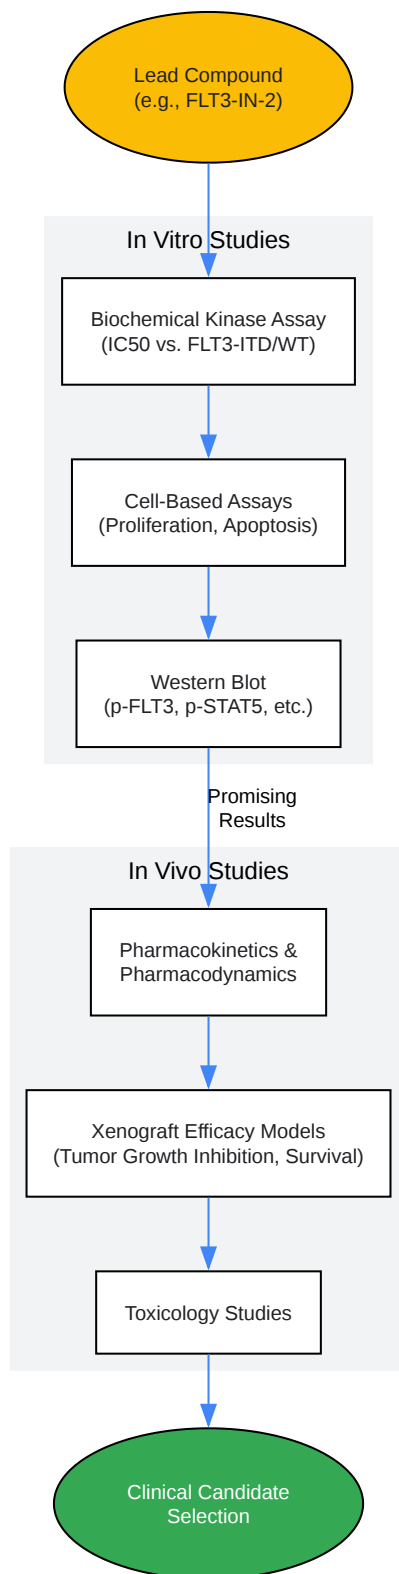 Lead Compound
(e.g., FLT3-IN-2)
In Vitro Studies
Biochemical Kinase Assay
(IC50 vs. FLT3-ITD/WT)
Cell-Based Assays
(Proliferation, Apoptosis)
Western Blot
(p-FLT3, p-STAT5, etc.)
Promising
Results
In Vivo Studies
Pharmacokinetics &
Pharmacodynamics
Xenograft Efficacy Models
(Tumor Growth Inhibition, Survival)
Toxicology Studies
Clinical Candidate
Selection